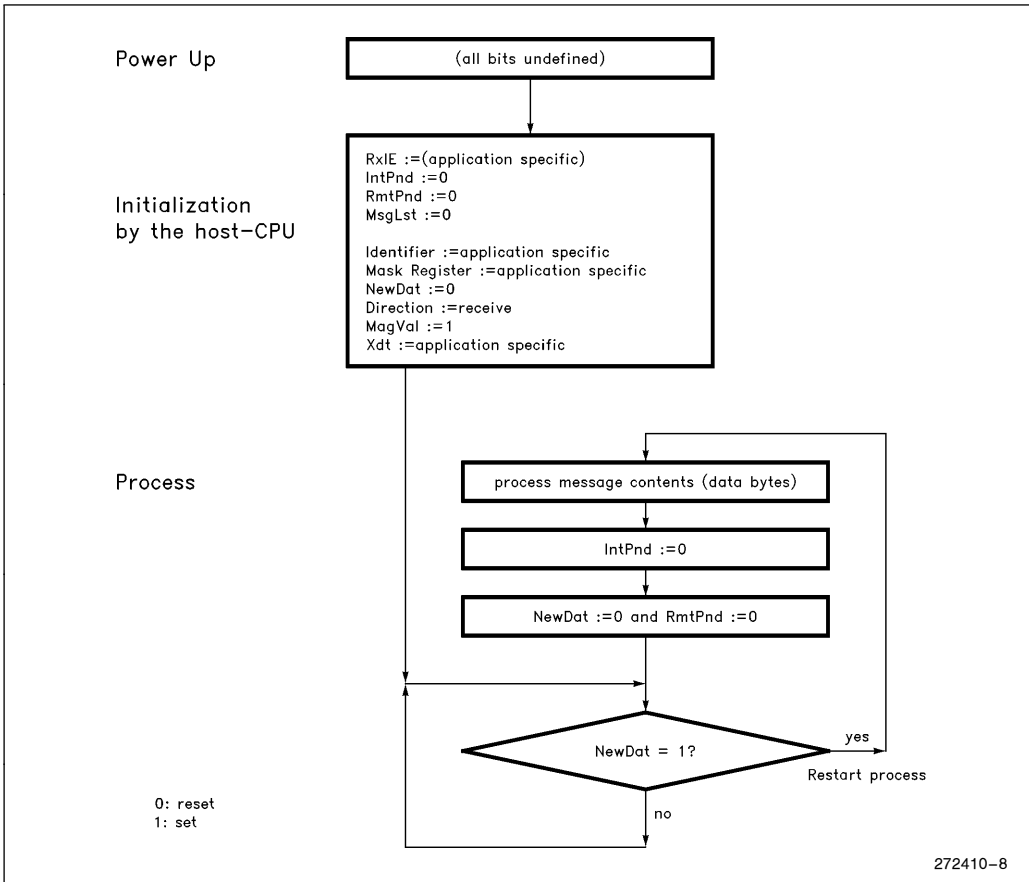 Power Up
(all bits undefined)
Initialization
by the host-CPU
RxIE :=(application specific)
IntPnd :=0
RmtPnd :=0
MsgLst :=0
Identifier :=application specific
Mask Register :=application specific
NewDat :=0
Direction :=receive
MagVal :=1
Xdt :=application specific
Process
process message contents (data bytes)
IntPnd :=0
NewDat :=0 and RmtPnd :=0
NewDat = 1?
yes
Restart process
no
0: reset
1: set
272410-8